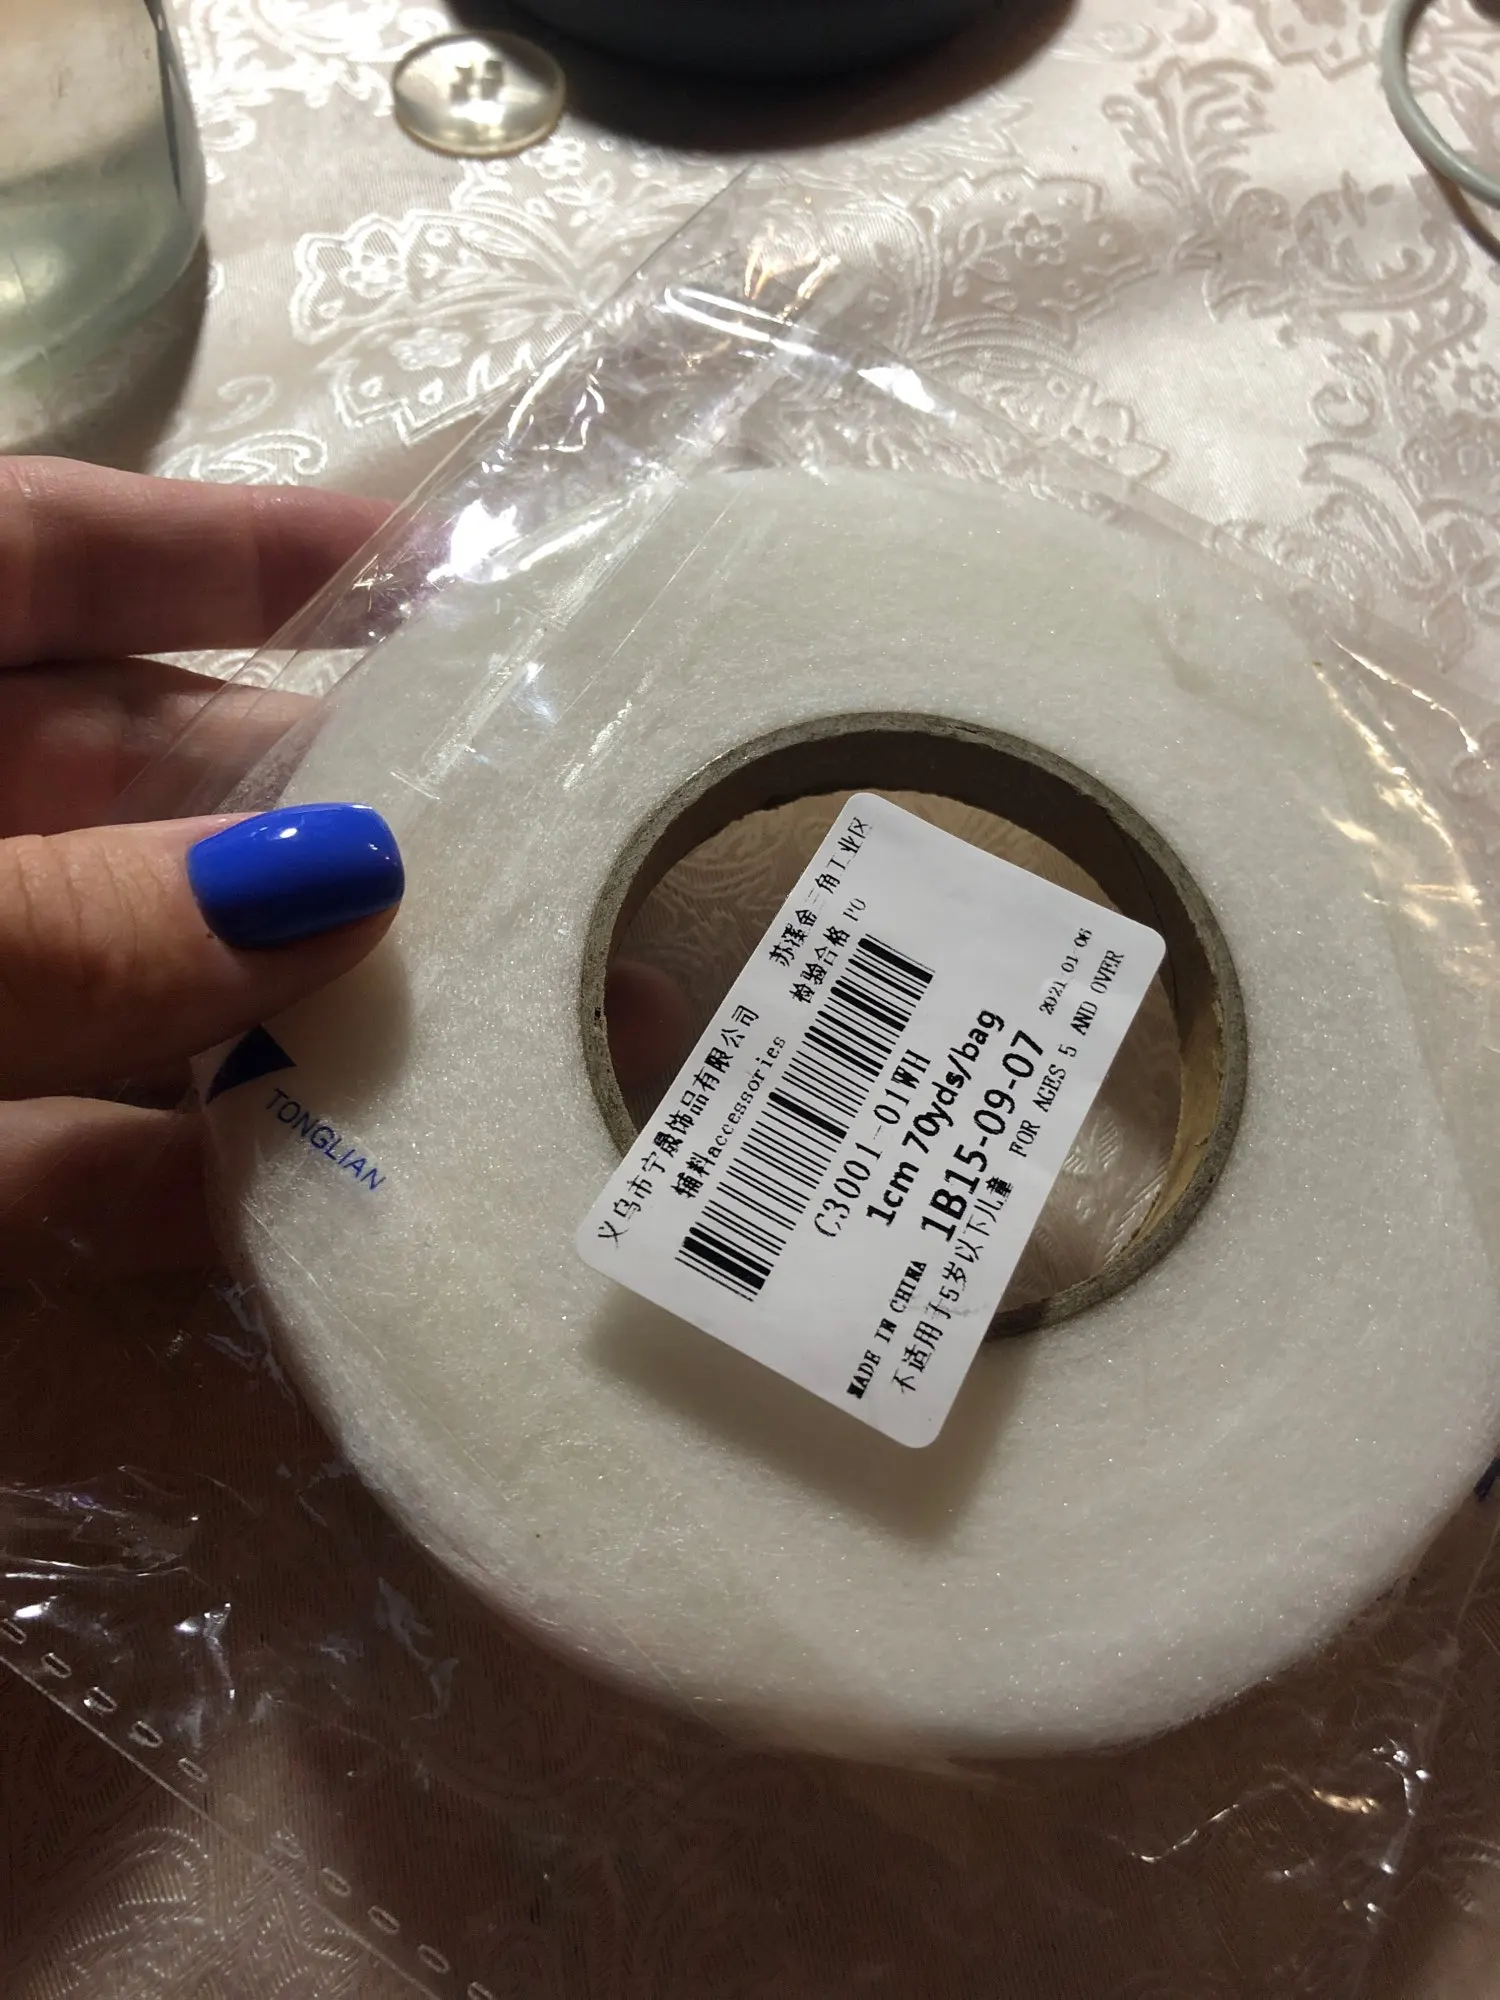 义乌市宁晟饰品有限公司 苏溪金三角工业区
辅料accessories 检验合格 PO
C3001-01WH
1cm 70yds/bag
1B15-09-07 2021-01-06
MADE IN CHINA FOR AGES 5 AND OVER
不适用于5岁以下儿童
TONGLIAN